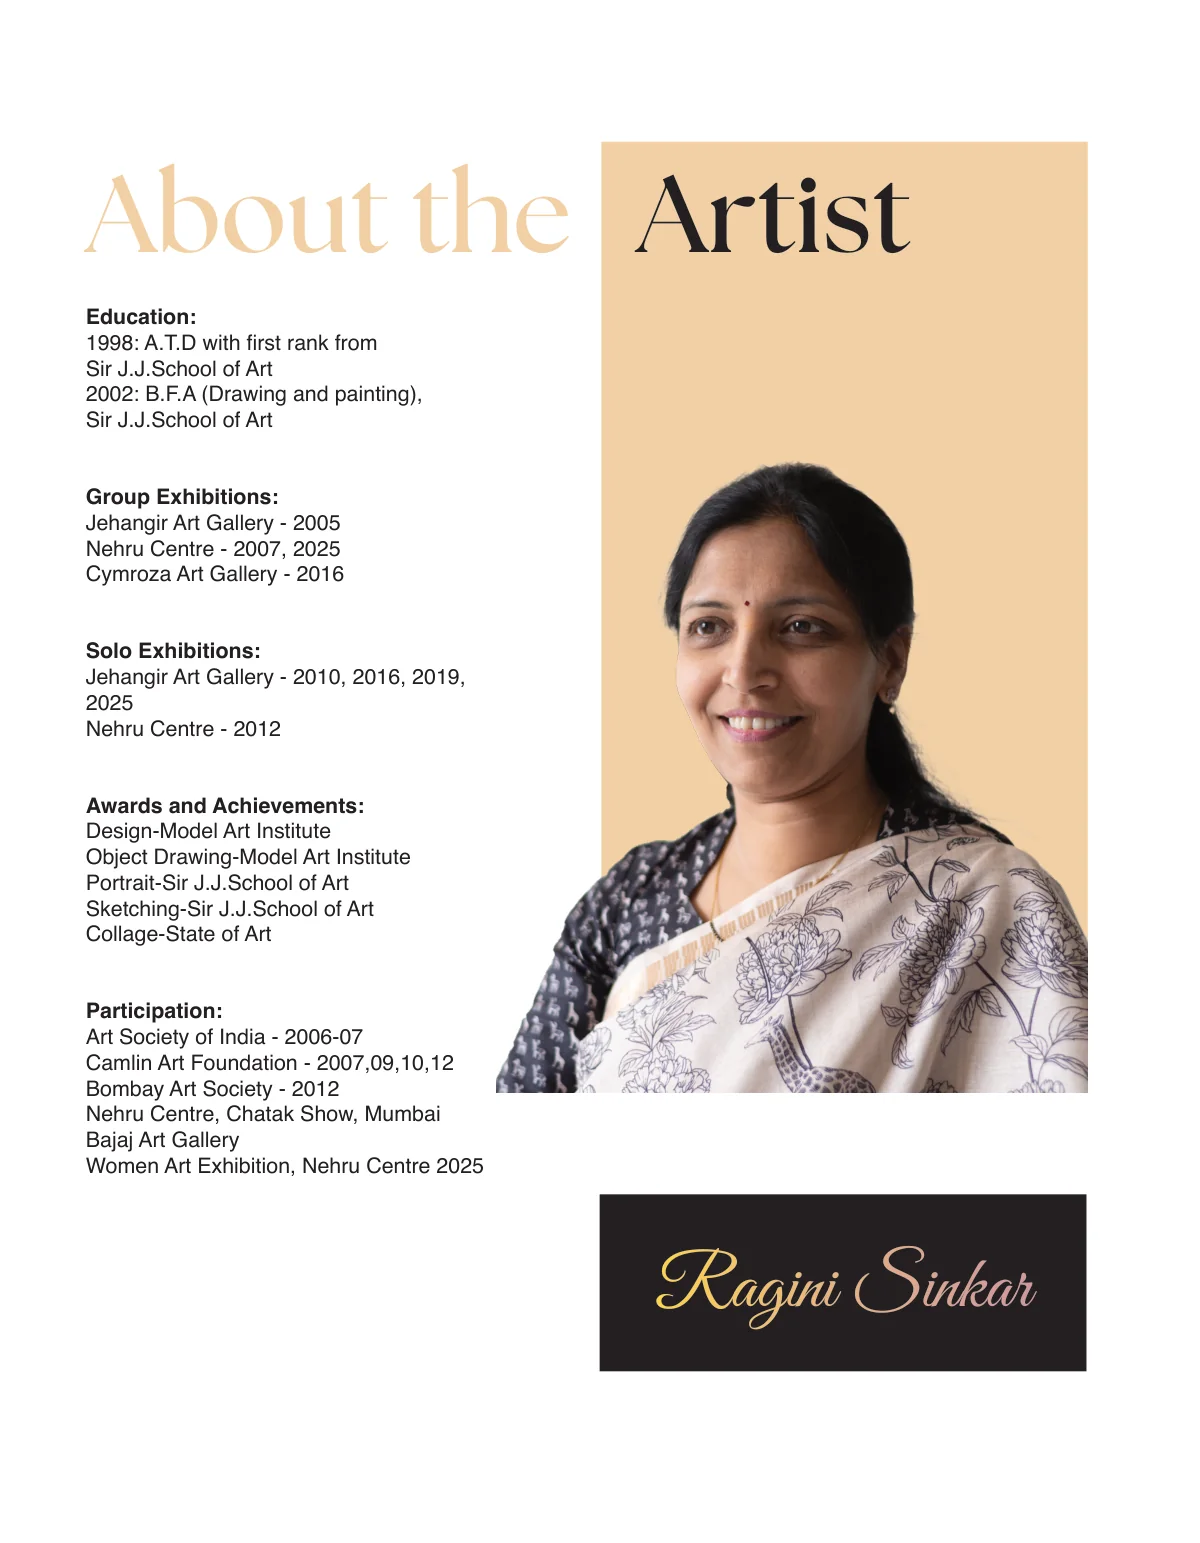 About the Artist
Education:
1998: A.T.D with first rank from
Sir J.J.School of Art
2002: B.F.A (Drawing and painting),
Sir J.J.School of Art
Group Exhibitions:
Jehangir Art Gallery - 2005
Nehru Centre - 2007, 2025
Cymroza Art Gallery - 2016
Solo Exhibitions:
Jehangir Art Gallery - 2010, 2016, 2019,
2025
Nehru Centre - 2012
Awards and Achievements:
Design-Model Art Institute
Object Drawing-Model Art Institute
Portrait-Sir J.J.School of Art
Sketching-Sir J.J.School of Art
Collage-State of Art
Participation:
Art Society of India - 2006-07
Camlin Art Foundation - 2007,09,10,12
Bombay Art Society - 2012
Nehru Centre, Chatak Show, Mumbai
Bajaj Art Gallery
Women Art Exhibition, Nehru Centre 2025
Ragini Sinkar